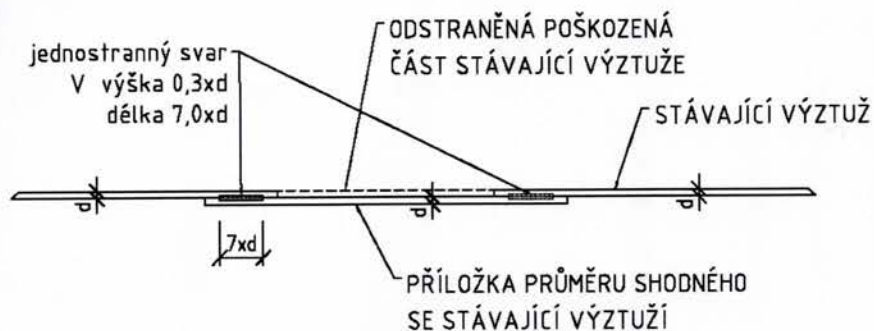 jednostranný svar
V výška 0,3xd
délka 7,0xd
ODSTRANĚNÁ POŠKOZENÁ
ČÁST STÁVAJÍCÍ VÝZTUŽE
STÁVAJÍCÍ VÝZTUŽ
d
d
d
7xd
PŘÍLOŽKA PRŮMĚRU SHODNÉHO
SE STÁVAJÍCÍ VÝZTUŽÍ